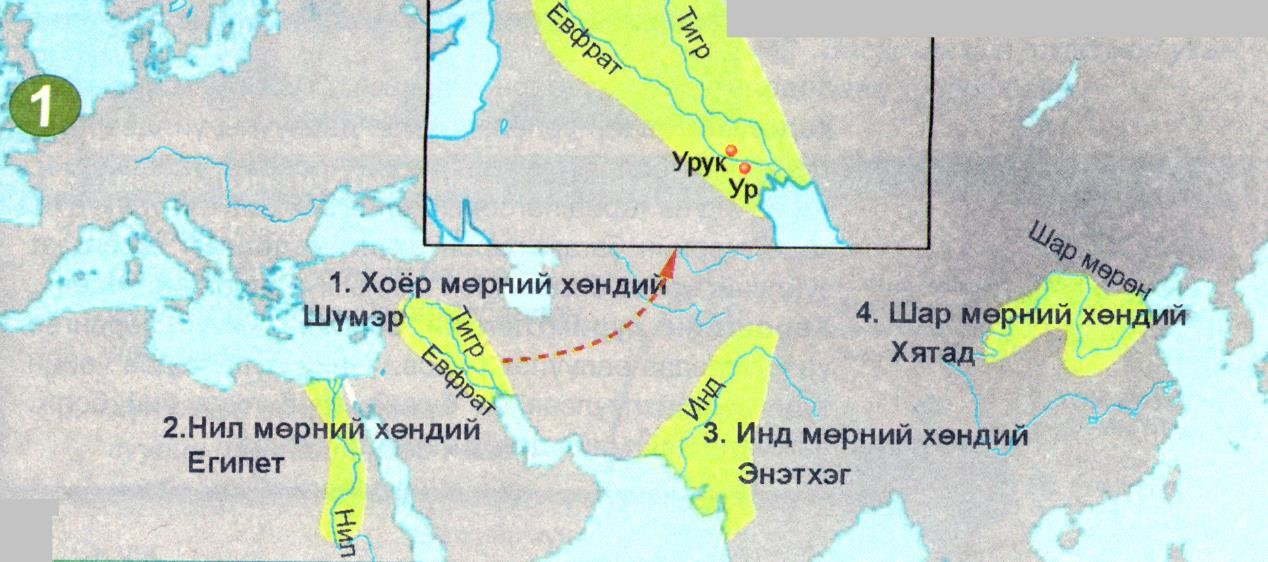 1
Евфрат
Тигр
Урук
Ур
1. Хоёр мөрний хөндий
Шүмэр
Тигр
Евфрат
2.Нил мөрний хөндий
Египет
Нил
Инд
3. Инд мөрний хөндий
Энэтхэг
Шар мөрөн
4. Шар мөрний хөндий
Хятад